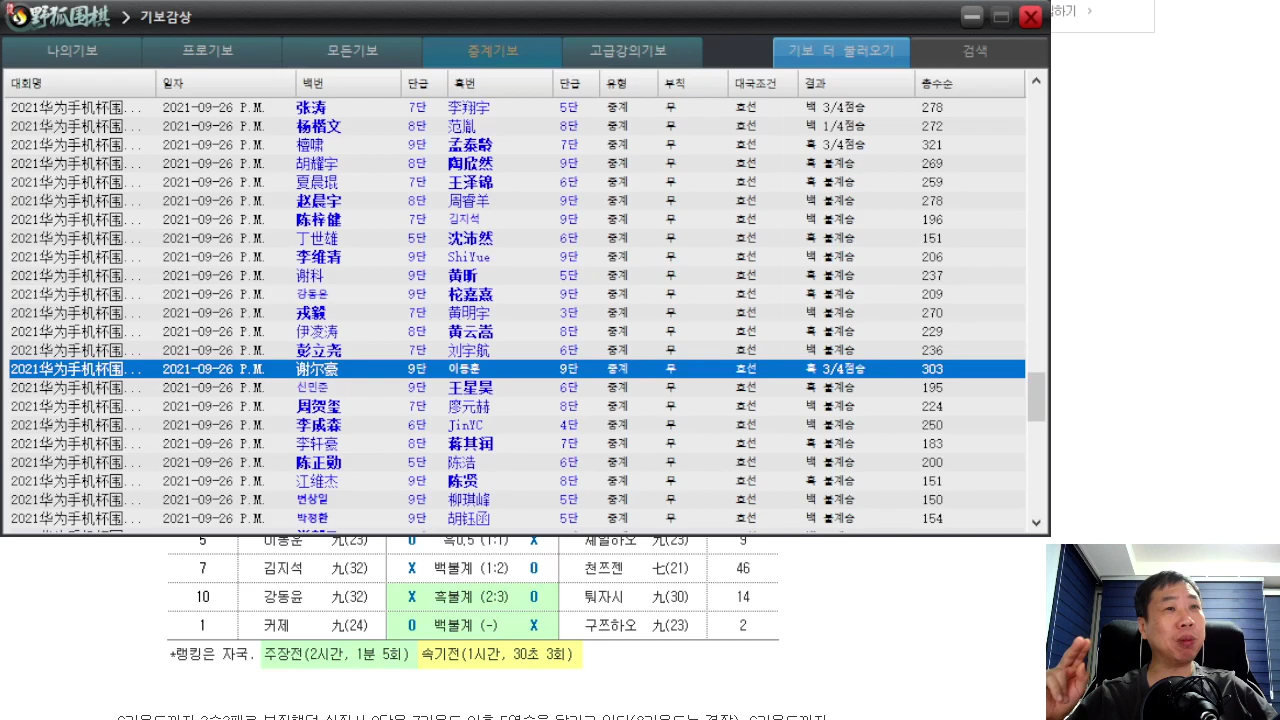 野狐围棋 > 기보감상
하기 >
나의기보 프로기보 모든기보 중계기보 고급강의기보 기보 더 불러오기 검색
대회명 일자 백번 단급 흑번 단급 유형 부칙 대국조건 결과 총수순
2021华为手机杯围... 2021-09-26 P.M. 张涛 7단 李翔宇 5단 중계 무 호선 백 3/4점승 278
2021华为手机杯围... 2021-09-26 P.M. 杨楷文 8단 范胤 8단 중계 무 호선 백 1/4점승 272
2021华为手机杯围... 2021-09-26 P.M. 檀啸 9단 孟泰龄 7단 중계 무 호선 흑 3/4점승 321
2021华为手机杯围... 2021-09-26 P.M. 胡耀宇 8단 陶欣然 9단 중계 무 호선 흑 불계승 269
2021华为手机杯围... 2021-09-26 P.M. 夏晨琨 7단 王泽锦 6단 중계 무 호선 흑 불계승 259
2021华为手机杯围... 2021-09-26 P.M. 赵晨宇 8단 周睿羊 9단 중계 무 호선 백 불계승 278
2021华为手机杯围... 2021-09-26 P.M. 陈梓健 7단 김지석 9단 중계 무 호선 백 불계승 196
2021华为手机杯围... 2021-09-26 P.M. 丁世雄 5단 沈沛然 6단 중계 무 호선 흑 불계승 151
2021华为手机杯围... 2021-09-26 P.M. 李维清 9단 ShiYue 9단 중계 무 호선 백 불계승 206
2021华为手机杯围... 2021-09-26 P.M. 谢科 9단 黄昕 5단 중계 무 호선 흑 불계승 237
2021华为手机杯围... 2021-09-26 P.M. 강동윤 9단 柁嘉熹 9단 중계 무 호선 흑 불계승 209
2021华为手机杯围... 2021-09-26 P.M. 戎毅 7단 黄明宇 3단 중계 무 호선 백 불계승 270
2021华为手机杯围... 2021-09-26 P.M. 伊凌涛 8단 黄云嵩 8단 중계 무 호선 흑 불계승 229
2021华为手机杯围... 2021-09-26 P.M. 彭立尧 7단 刘宇航 6단 중계 무 호선 백 불계승 236
2021华为手机杯围... 2021-09-26 P.M. 谢尔豪 9단 이동훈 9단 중계 무 호선 흑 3/4점승 303
2021华为手机杯围... 2021-09-26 P.M. 신민준 9단 王星昊 6단 중계 무 호선 흑 불계승 195
2021华为手机杯围... 2021-09-26 P.M. 周贺玺 7단 廖元赫 8단 중계 무 호선 백 불계승 224
2021华为手机杯围... 2021-09-26 P.M. 李成森 6단 JinYC 4단 중계 무 호선 백 불계승 250
2021华为手机杯围... 2021-09-26 P.M. 李轩豪 8단 蒋其润 7단 중계 무 호선 흑 불계승 183
2021华为手机杯围... 2021-09-26 P.M. 陈正勋 5단 陈浩 6단 중계 무 호선 백 불계승 200
2021华为手机杯围... 2021-09-26 P.M. 江维杰 9단 陈贤 8단 중계 무 호선 흑 불계승 151
2021华为手机杯围... 2021-09-26 P.M. 변상일 9단 柳琪峰 5단 중계 무 호선 백 불계승 150
2021华为手机杯围... 2021-09-26 P.M. 박정환 9단 胡钰函 5단 중계 무 호선 백 불계승 154
5 이동훈 九(23) O 흑0,5 (1:1) X 셰얼하오 九(23) 9
7 김지석 九(32) X 백불계 (1:2) O 천쯔젠 七(21) 46
10 강동윤 九(32) X 흑불계 (2:3) O 퉈자시 九(30) 14
1 커제 九(24) O 백불계 (-) X 구쯔하오 九(23) 2
*랭킹은 자국. 주장전(2시간, 1분 5회) 속기전(1시간, 30초 3회)